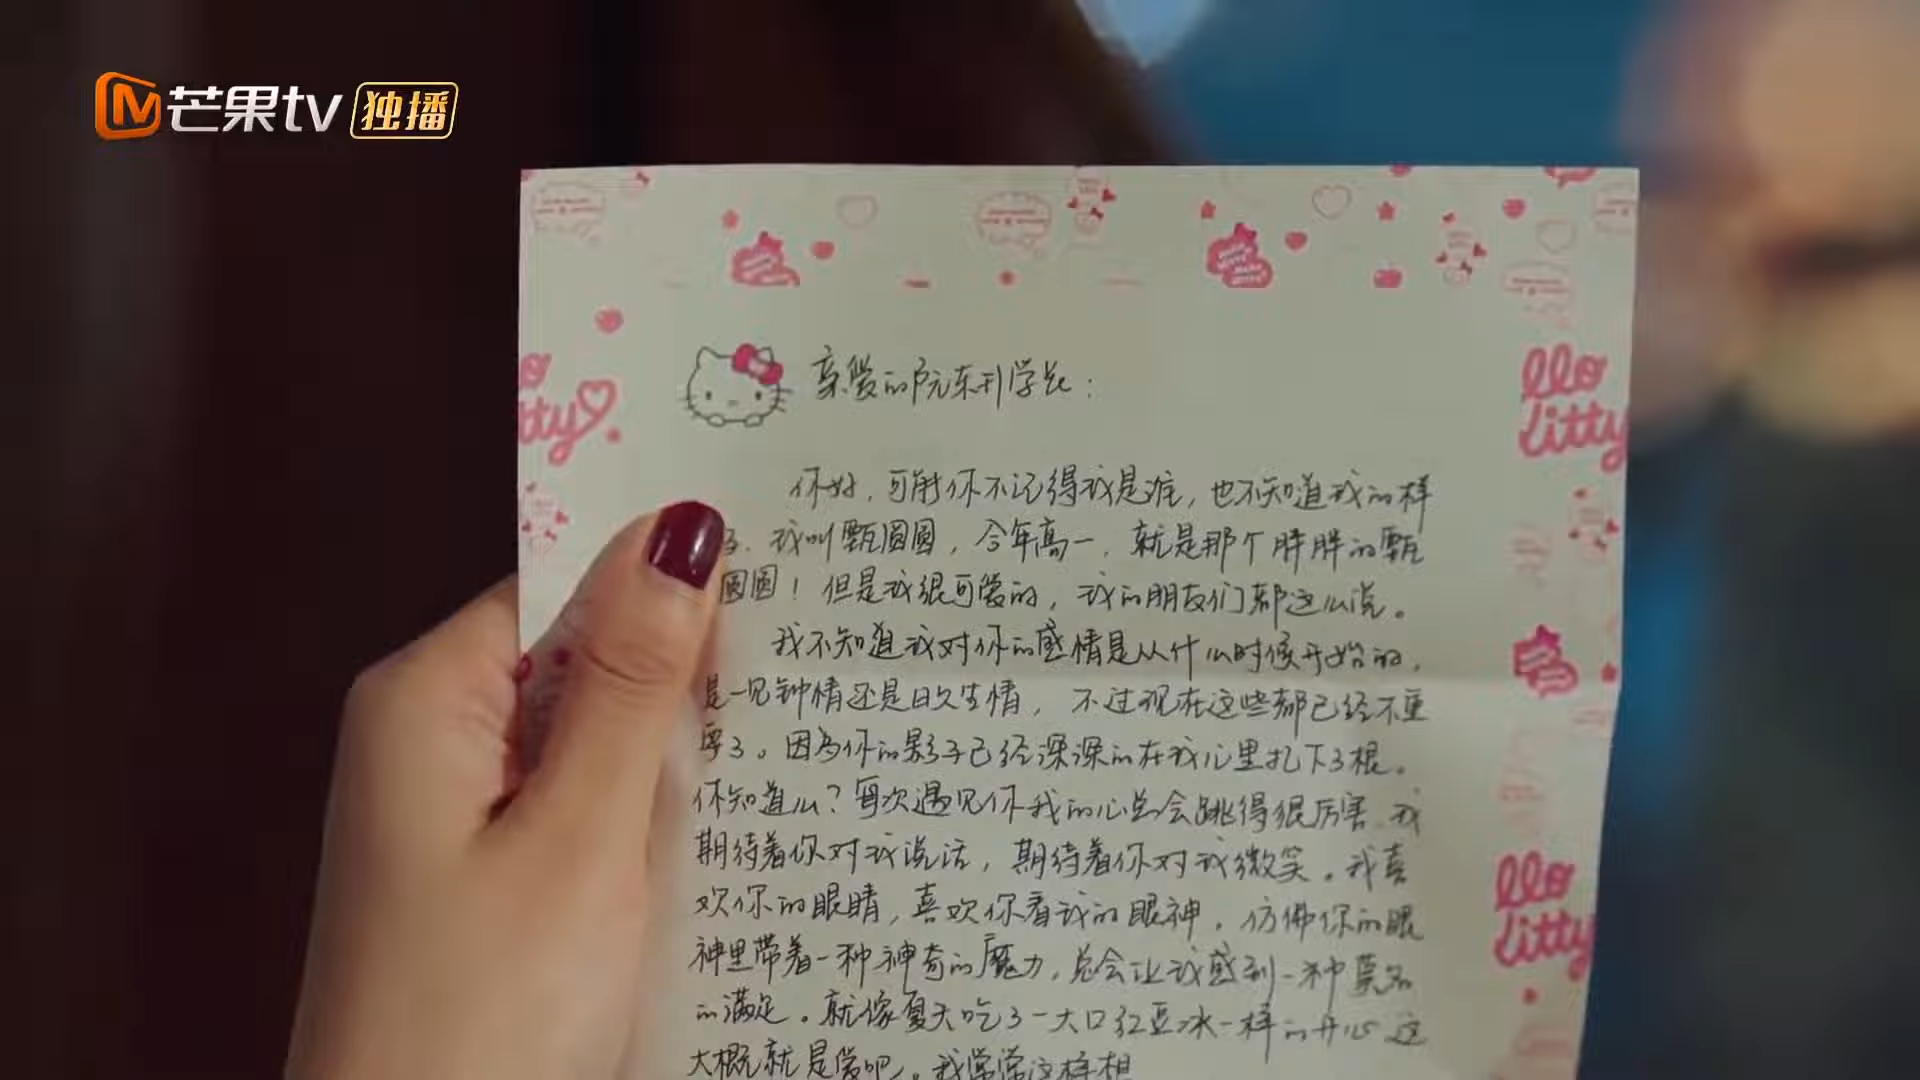 芒果tv 独播
亲爱的阮东升学长：
你好，可能你不记得我是谁，也不知道我的样
子，我叫甄圆圆，今年高一，就是那个胖胖的甄
圆圆！但是我很可爱的，我的朋友们都这么说。
我不知道我对你的感情是从什么时候开始的，
是一见钟情还是日久生情，不过现在这些都已经不重
要了。因为你的影子已经深深的在我心里扎下了根。
你知道么？每次遇见你我的心总会跳得很厉害，我
期待着你对我说话，期待着你对我微笑。我喜
欢你的眼睛，喜欢你看我的眼神，仿佛你的眼
神里带着一种神奇的魔力，总会让我感到一种莫名
的满足。就像夏天吃了一大口红豆冰一样的开心 这
大概就是爱吧。我常常这样想
llo
litty
llo
litty